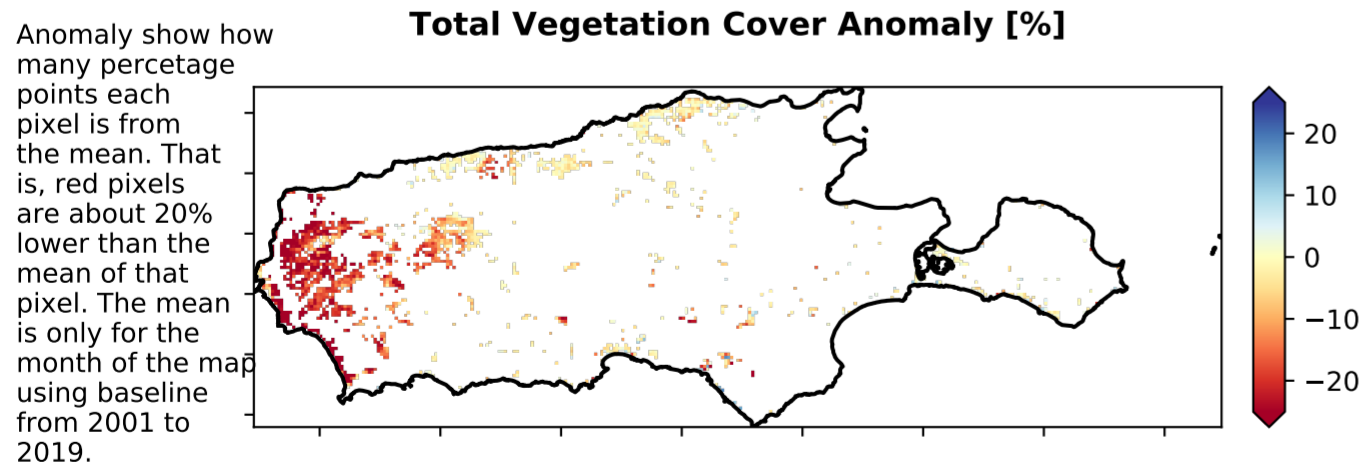 Total Vegetation Cover Anomaly [%]
Anomaly show how
many percetage
points each
pixel is from
the mean. That
is, red pixels
are about 20%
lower than the
mean of that
pixel. The mean
is only for the
month of the map
using baseline
from 2001 to
2019.
20
10
0
−10
−20